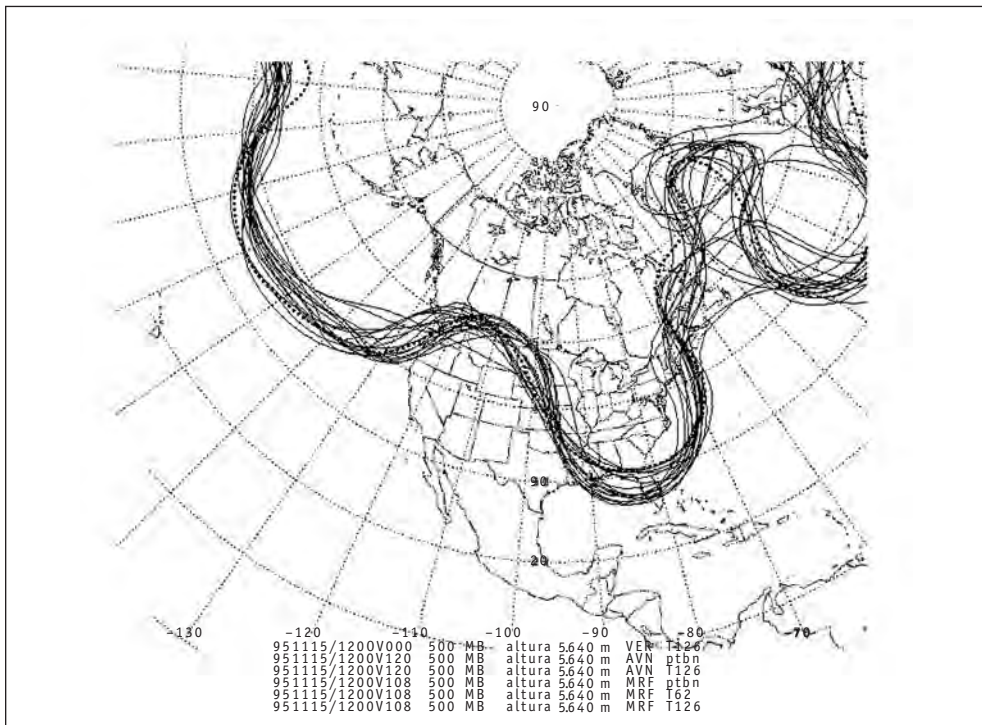 90
30
20
-130 -120 -110 -100 -90 -80 -70
951115/1200V000 500 MB altura 5.640 m VER T126
951115/1200V120 500 MB altura 5.640 m AVN ptbn
951115/1200V120 500 MB altura 5.640 m AVN T126
951115/1200V108 500 MB altura 5.640 m MRF ptbn
951115/1200V108 500 MB altura 5.640 m MRF T62
951115/1200V108 500 MB altura 5.640 m MRF T126